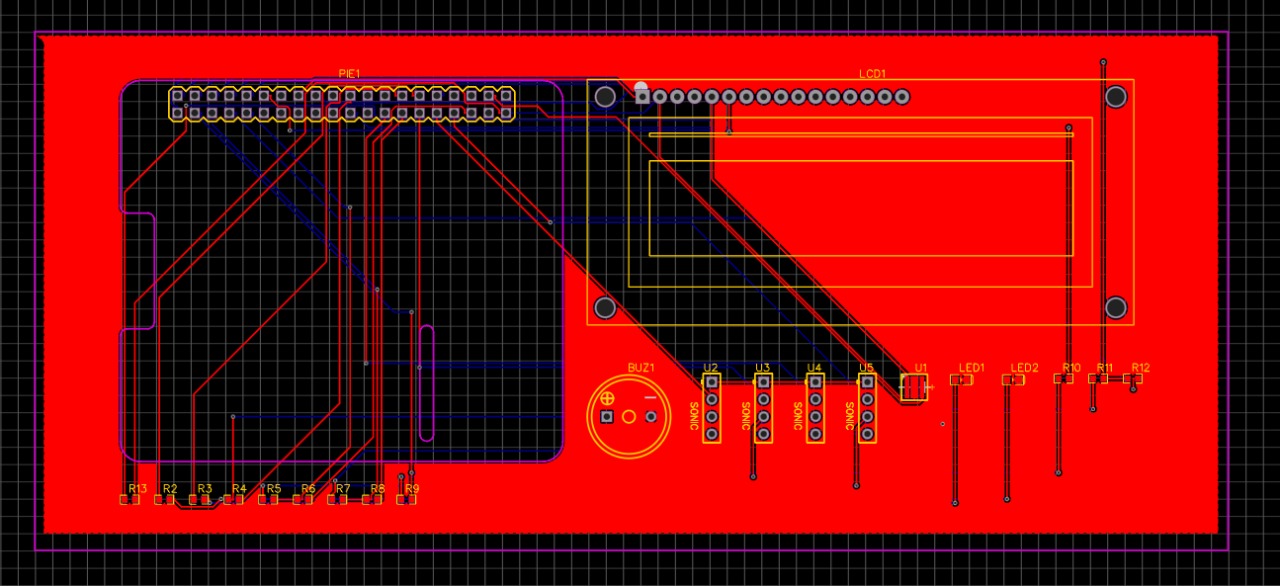 PIE1
LCD1
BUZ1
U2
U3
U4
U5
U1
LED1
LED2
R10
R11
R12
SONIC
SONIC
SONIC
SONIC
R13
R2
R3
R4
R5
R6
R7
R8
R9